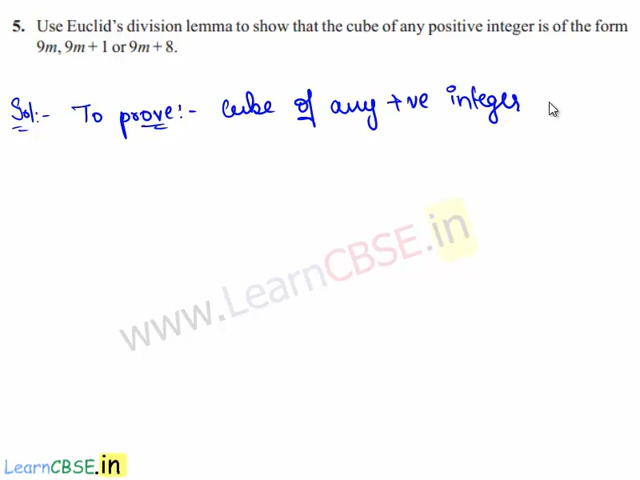 5. Use Euclid's division lemma to show that the cube of any positive integer is of the form
9m, 9m + 1 or 9m + 8.
Sol:- To prove:- cube of any +ve integer
www.LearnCBSE.in
LearnCBSE.in